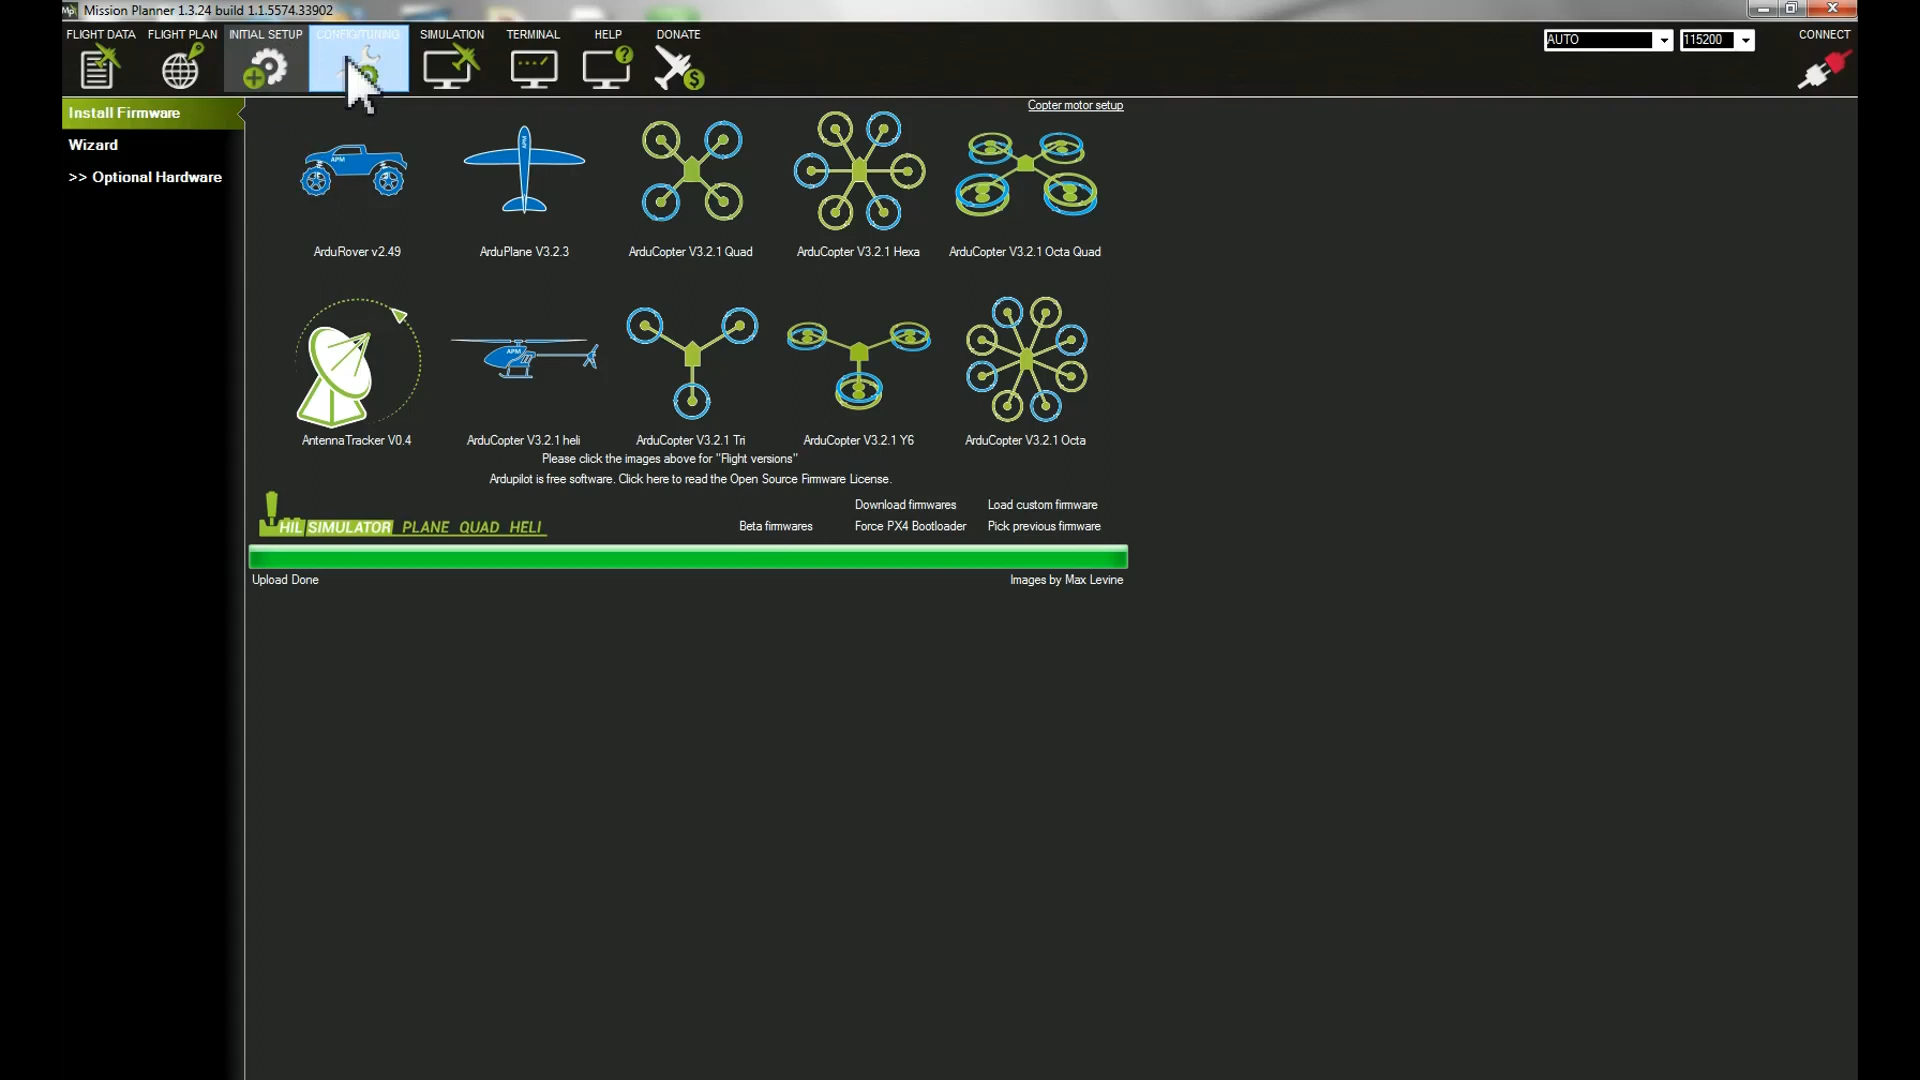 Mission Planner 1.3.24 build 1.1.5574.33902
FLIGHT DATA FLIGHT PLAN INITIAL SETUP CONFIG/TUNING SIMULATION TERMINAL HELP DONATE
AUTO 115200 CONNECT
Install Firmware
Wizard
>> Optional Hardware
Copter motor setup
APM APM
ArduRover v2.49 ArduPlane V3.2.3 ArduCopter V3.2.1 Quad ArduCopter V3.2.1 Hexa ArduCopter V3.2.1 Octa Quad
APM
AntennaTracker V0.4 ArduCopter V3.2.1 heli ArduCopter V3.2.1 Tri ArduCopter V3.2.1 Y6 ArduCopter V3.2.1 Octa
Please click the images above for "Flight versions"
Ardupilot is free software. Click here to read the Open Source Firmware License.
Download firmwares Load custom firmware
HIL SIMULATOR PLANE QUAD HELI Beta firmwares Force PX4 Bootloader Pick previous firmware
Upload Done Images by Max Levine